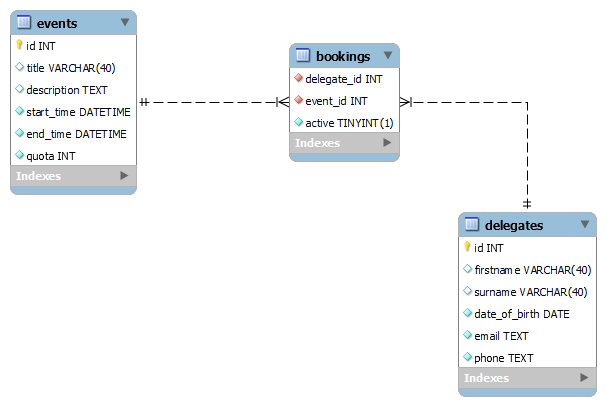 events
id INT
title VARCHAR(40)
description TEXT
start_time DATETIME
end_time DATETIME
quota INT
Indexes
bookings
delegate_id INT
event_id INT
active TINYINT(1)
Indexes
delegates
id INT
firstname VARCHAR(40)
surname VARCHAR(40)
date_of_birth DATE
email TEXT
phone TEXT
Indexes